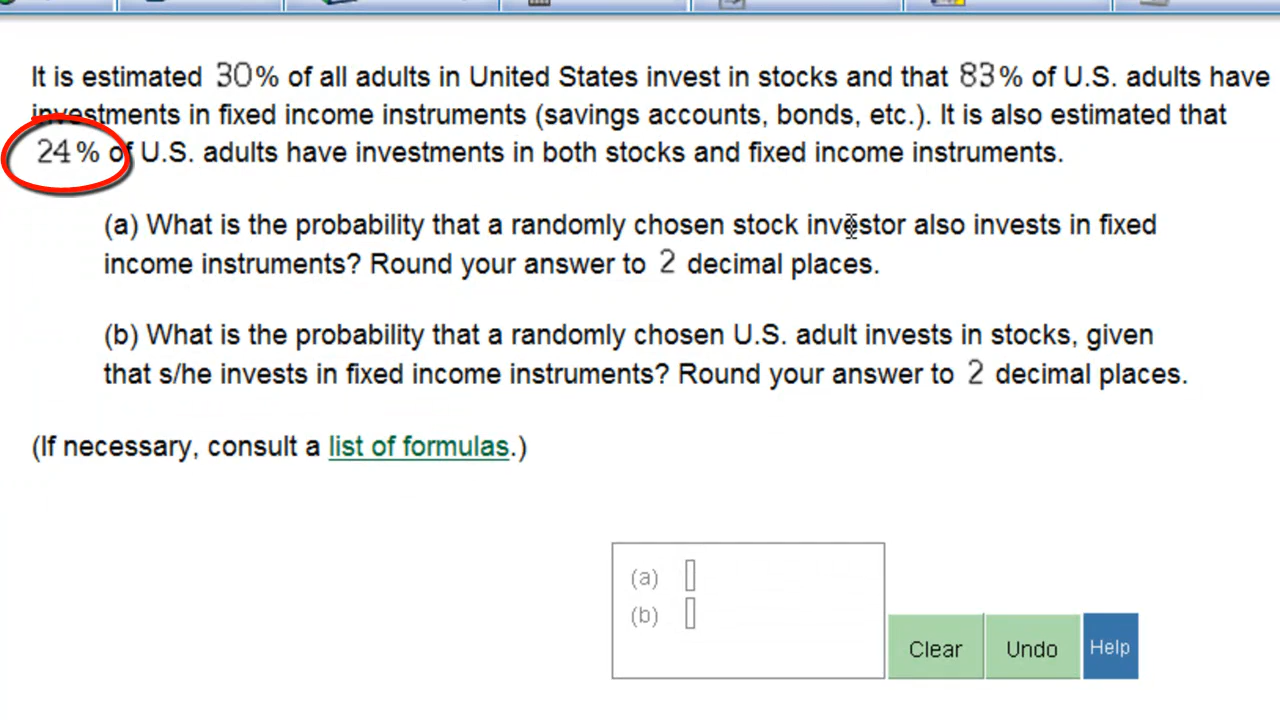 It is estimated 30% of all adults in United States invest in stocks and that 83% of U.S. adults have
investments in fixed income instruments (savings accounts, bonds, etc.). It is also estimated that
24% of U.S. adults have investments in both stocks and fixed income instruments.
(a) What is the probability that a randomly chosen stock investor also invests in fixed
income instruments? Round your answer to 2 decimal places.
(b) What is the probability that a randomly chosen U.S. adult invests in stocks, given
that s/he invests in fixed income instruments? Round your answer to 2 decimal places.
(If necessary, consult a list of formulas.)
(a)
(b)
Clear Undo Help